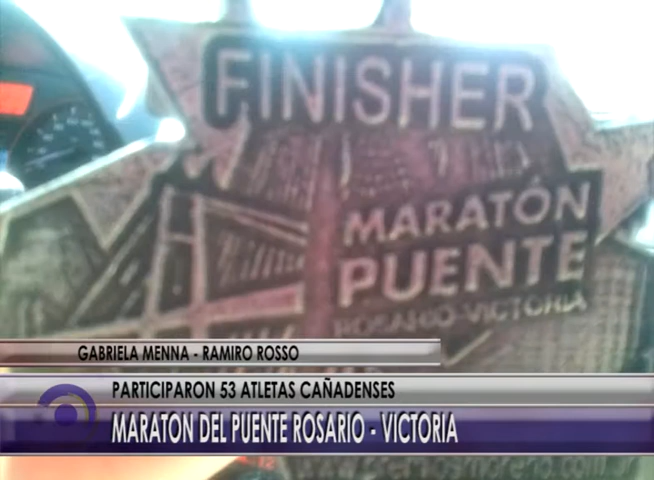 FINISHER
MARATÓN
PUENTE
ROSARIO-VICTORIA
GABRIELA MENNA - RAMIRO ROSSO
PARTICIPARON 53 ATLETAS CAÑADENSES
MARATON DEL PUENTE ROSARIO - VICTORIA